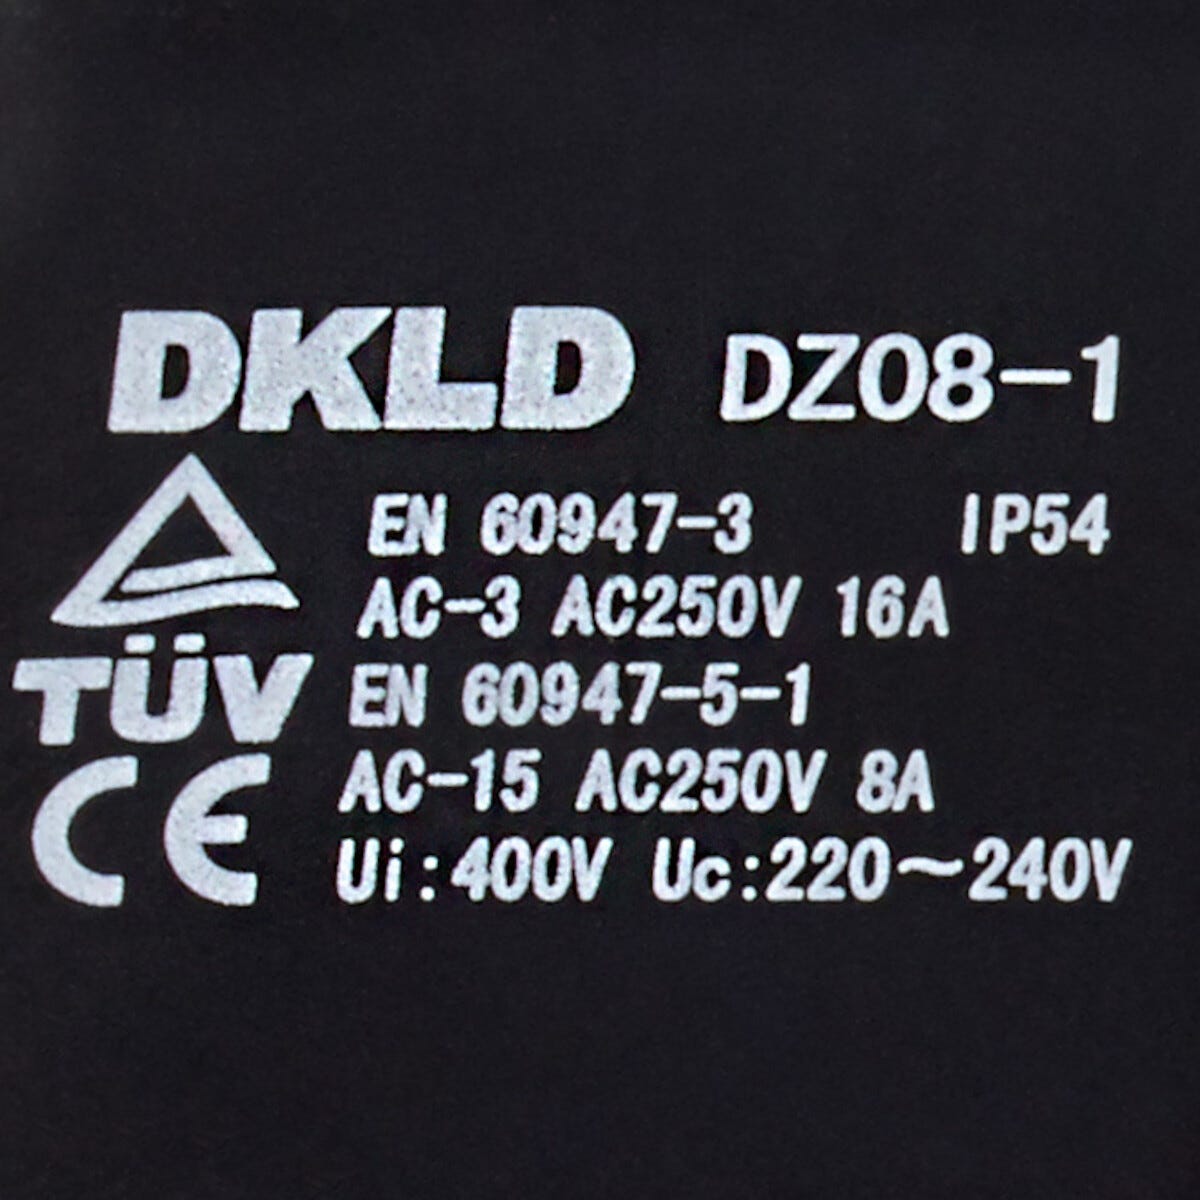 DKLD DZ08-1
EN 60947-3 IP54
AC-3 AC250V 16A
TÜV
EN 60947-5-1
CE
AC-15 AC250V 8A
Ui:400V Uc:220~240V